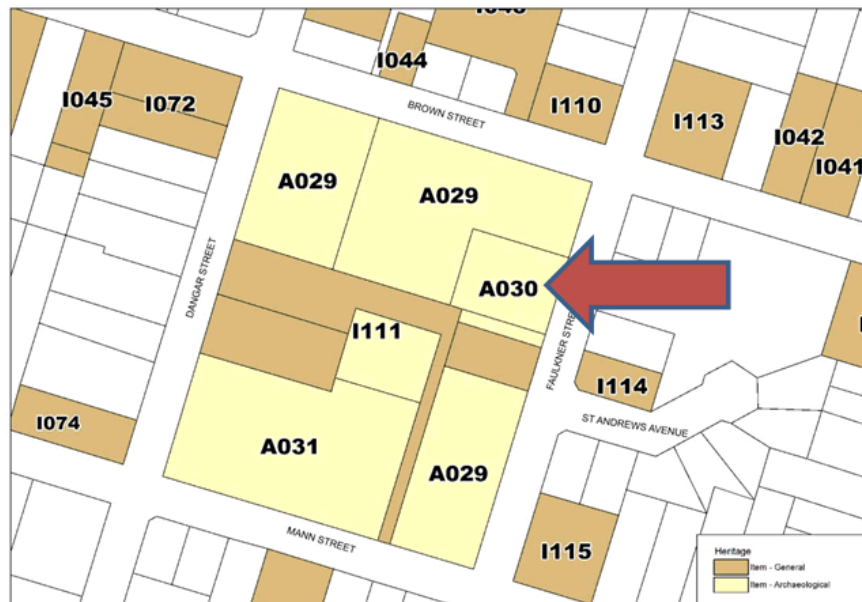 I044
I045
I072
BROWN STREET
I110
I113
I042
I041
A029
A029
A030
DANGAR STREET
I111
FAULKNER STREE
I114
ST ANDREWS AVENUE
I074
A031
A029
MANN STREET
I115
Heritage
Item - General
Item - Archaeological